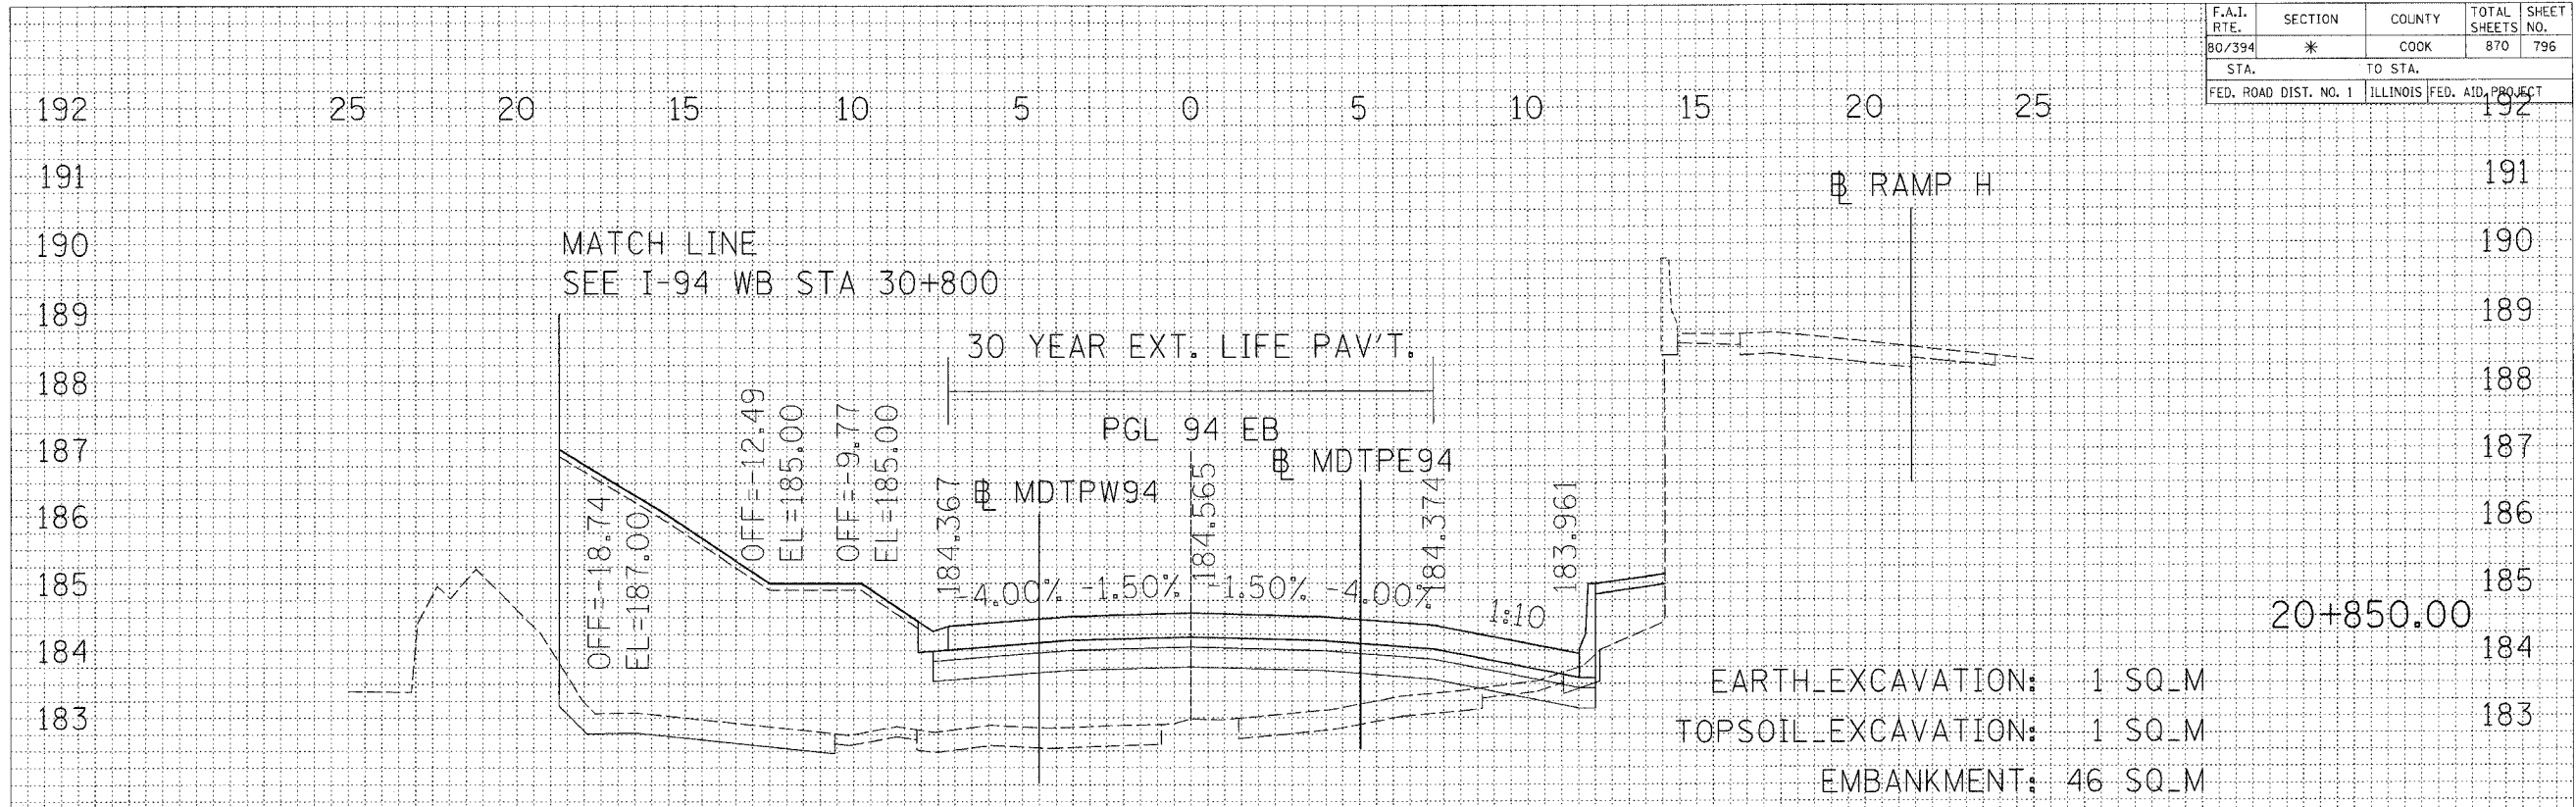 F.A.I. RTE. SECTION COUNTY TOTAL SHEETS SHEET NO.
80/394 * COOK 870 796
STA. TO STA.
FED. ROAD DIST. NO. 1 ILLINOIS FED. AID PROJECT
192 25 20 15 10 5 0 5 10 15 20 25 192
191 191
℄ RAMP H
190 190
MATCH LINE
SEE I-94 WB STA 30+800
189 189
30 YEAR EXT. LIFE PAV'T.
188 188
PGL 94 EB
187 187
℄ MDTPE94
℄ MDTPW94
186 186
OFF=-18.74
EL=187.00
OFF=-12.49
EL=185.00
OFF=-9.77
EL=185.00
184.367
184.565
184.374
183.961
185 185
-4.00% -1.50% -1.50% -4.00%
1:10
20+850.00
184 184
EARTH_EXCAVATION: 1 SQ_M
183 183
TOPSOIL_EXCAVATION: 1 SQ_M
EMBANKMENT: 46 SQ_M